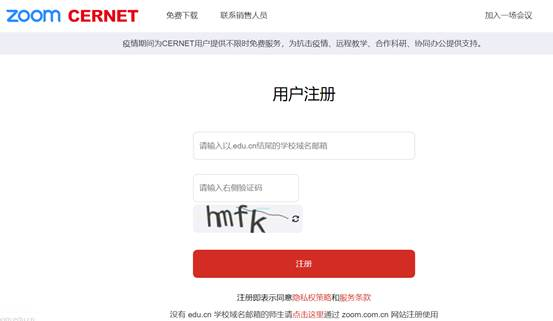 zoom CERNET 免费下载 联系销售人员 加入一场会议
疫情期间为CERNET用户提供不限时免费服务，为抗击疫情、远程教学、合作科研、协同办公提供支持。
用户注册
请输入以.edu.cn结尾的学校域名邮箱
请输入右侧验证码
hmfk
注册
注册即表示同意隐私权策略和服务条款
没有 edu.cn 学校域名邮箱的师生请点击这里通过 zoom.com.cn 网站注册使用